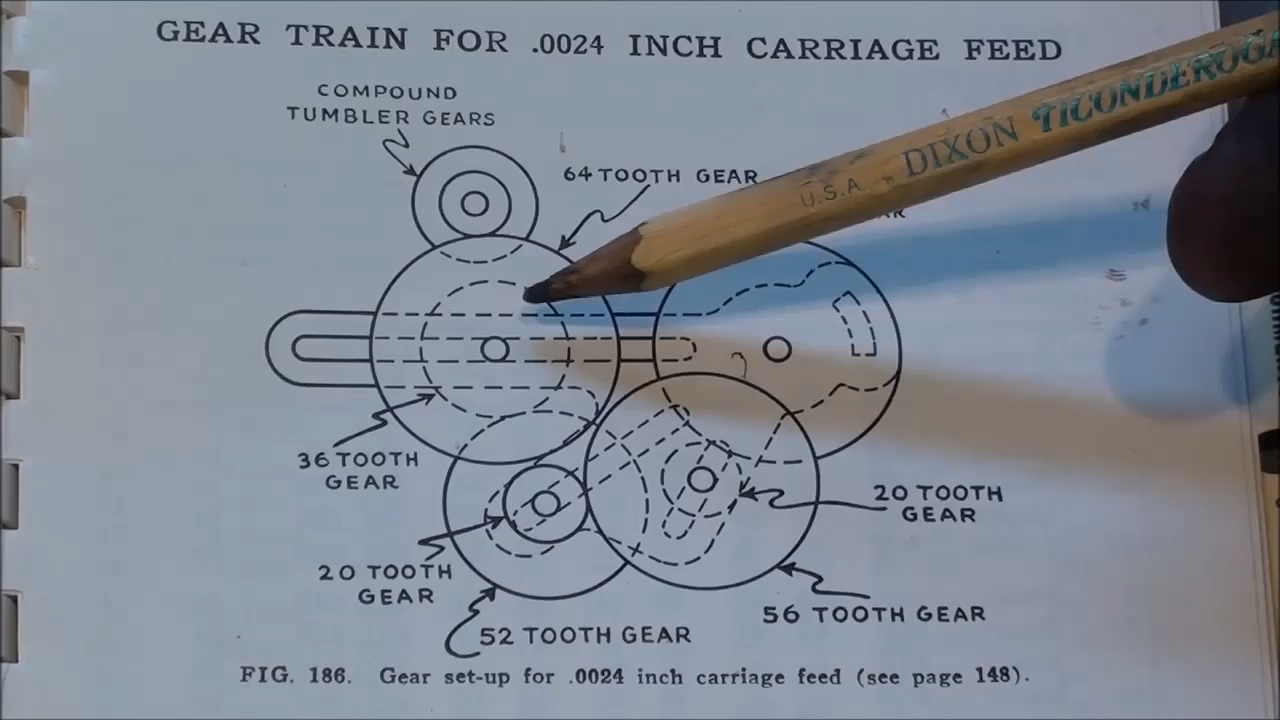 GEAR TRAIN FOR .0024 INCH CARRIAGE FEED
COMPOUND
TUMBLER GEARS
64 TOOTH GEAR
DIXON TICONDEROGA
U.S.A
36 TOOTH
GEAR
20 TOOTH
GEAR
20 TOOTH
GEAR
56 TOOTH GEAR
52 TOOTH GEAR
FIG. 186. Gear set-up for .0024 inch carriage feed (see page 148).